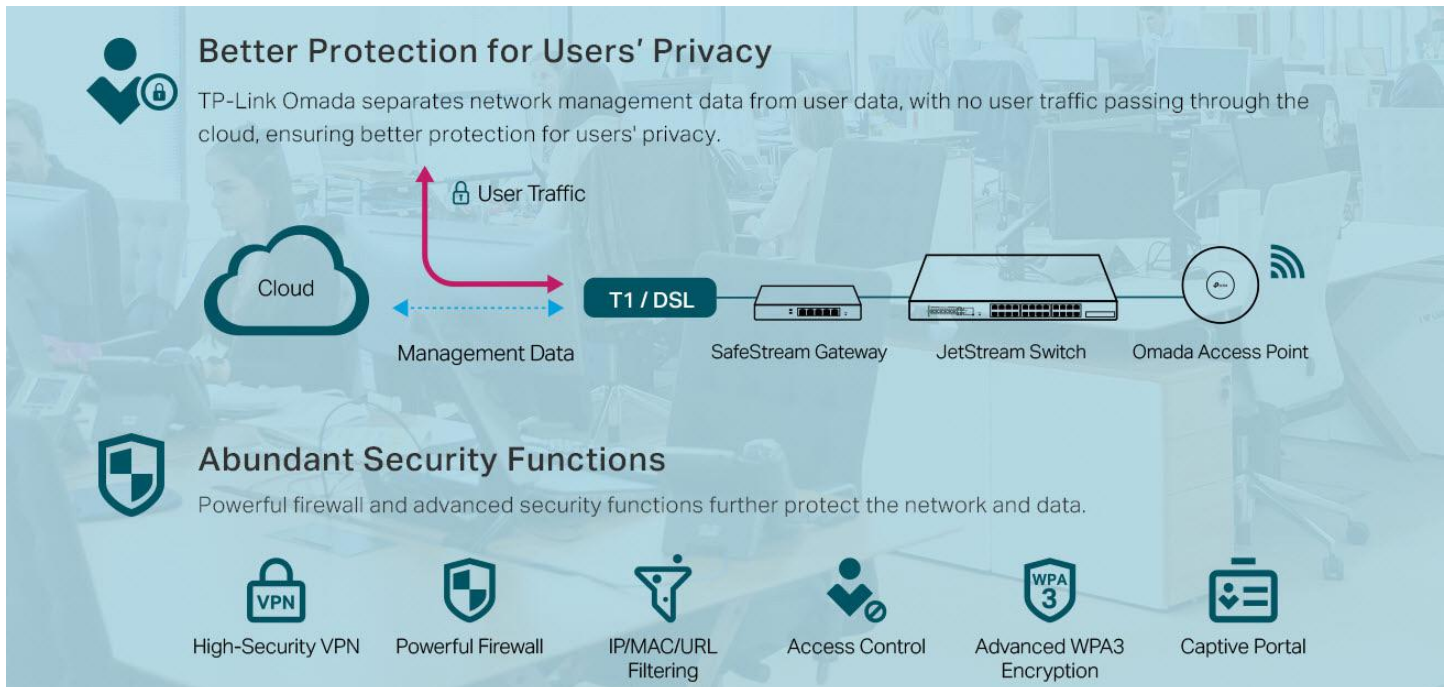 Better Protection for Users' Privacy
TP-Link Omada separates network management data from user data, with no user traffic passing through the
cloud, ensuring better protection for users' privacy.
User Traffic
Cloud
T1 / DSL
Management Data
SafeStream Gateway
JetStream Switch
Omada Access Point
Abundant Security Functions
Powerful firewall and advanced security functions further protect the network and data.
VPN
High-Security VPN
Powerful Firewall
IP/MAC/URL
Filtering
Access Control
WPA
3
Advanced WPA3
Encryption
Captive Portal